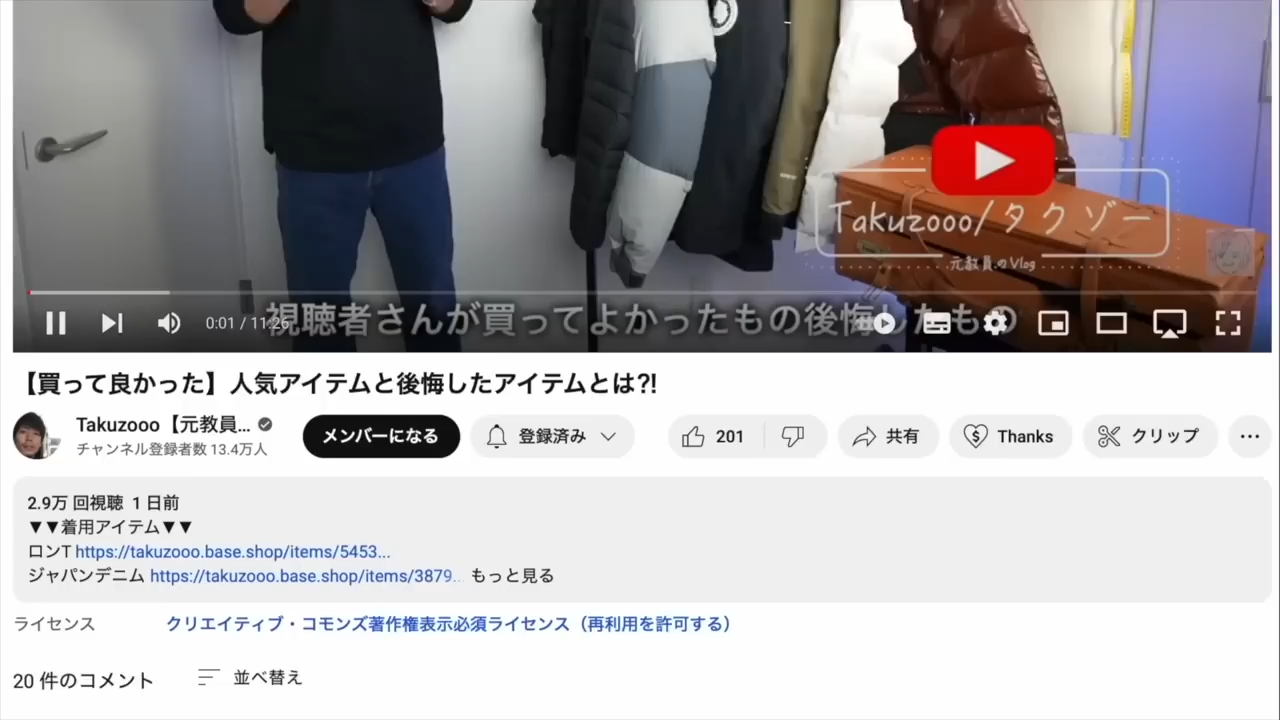 Takuzooo/タクゾー
元教員のVlog
視聴者さんが買ってよかったもの後悔したもの
0:01 / 11:26
【買って良かった】人気アイテムと後悔したアイテムとは?!
Takuzooo【元教員...
チャンネル登録者数 13.4万人
メンバーになる
登録済み
201
共有
Thanks
クリップ
2.9万 回視聴 1 日前
▼▼着用アイテム▼▼
ロンT https://takuzooo.base.shop/items/5453...
ジャパンデニム https://takuzooo.base.shop/items/3879... もっと見る
ライセンス クリエイティブ・コモンズ著作権表示必須ライセンス（再利用を許可する）
20 件のコメント 並べ替え